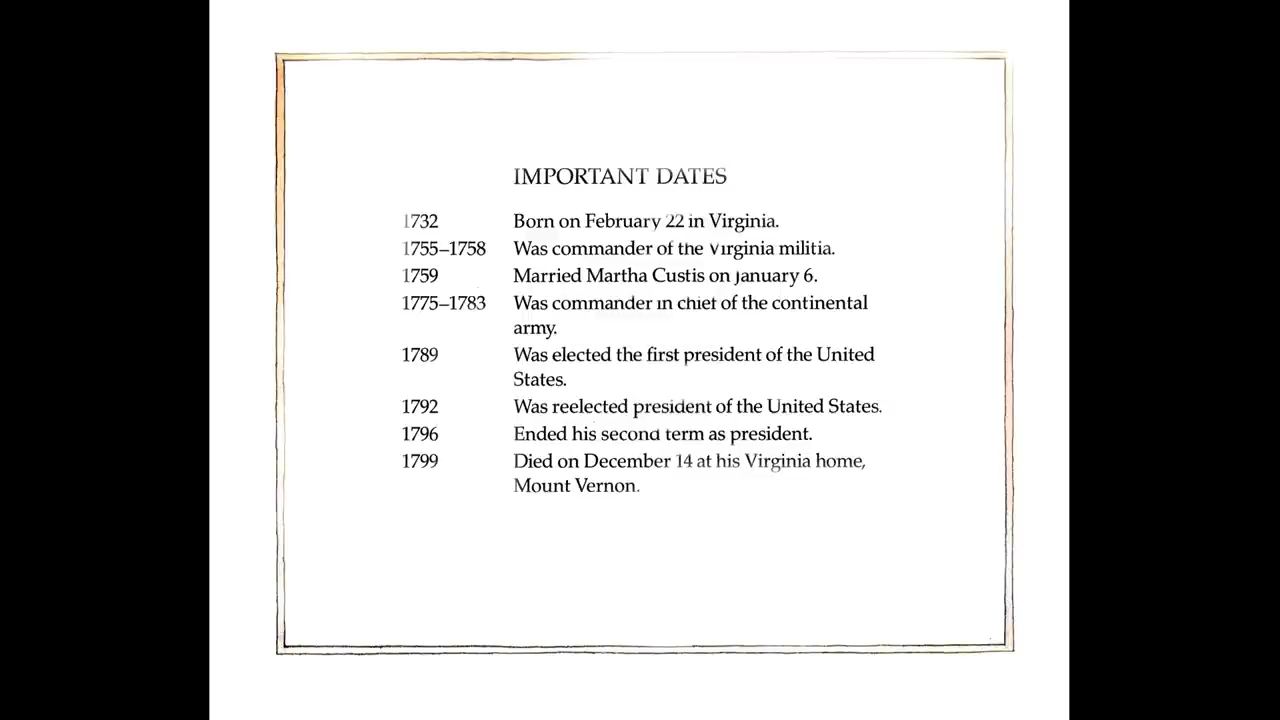 IMPORTANT DATES
1732 Born on February 22 in Virginia.
1755–1758 Was commander of the Virginia militia.
1759 Married Martha Custis on January 6.
1775–1783 Was commander in chief of the continental
army.
1789 Was elected the first president of the United
States.
1792 Was reelected president of the United States.
1796 Ended his second term as president.
1799 Died on December 14 at his Virginia home,
Mount Vernon.